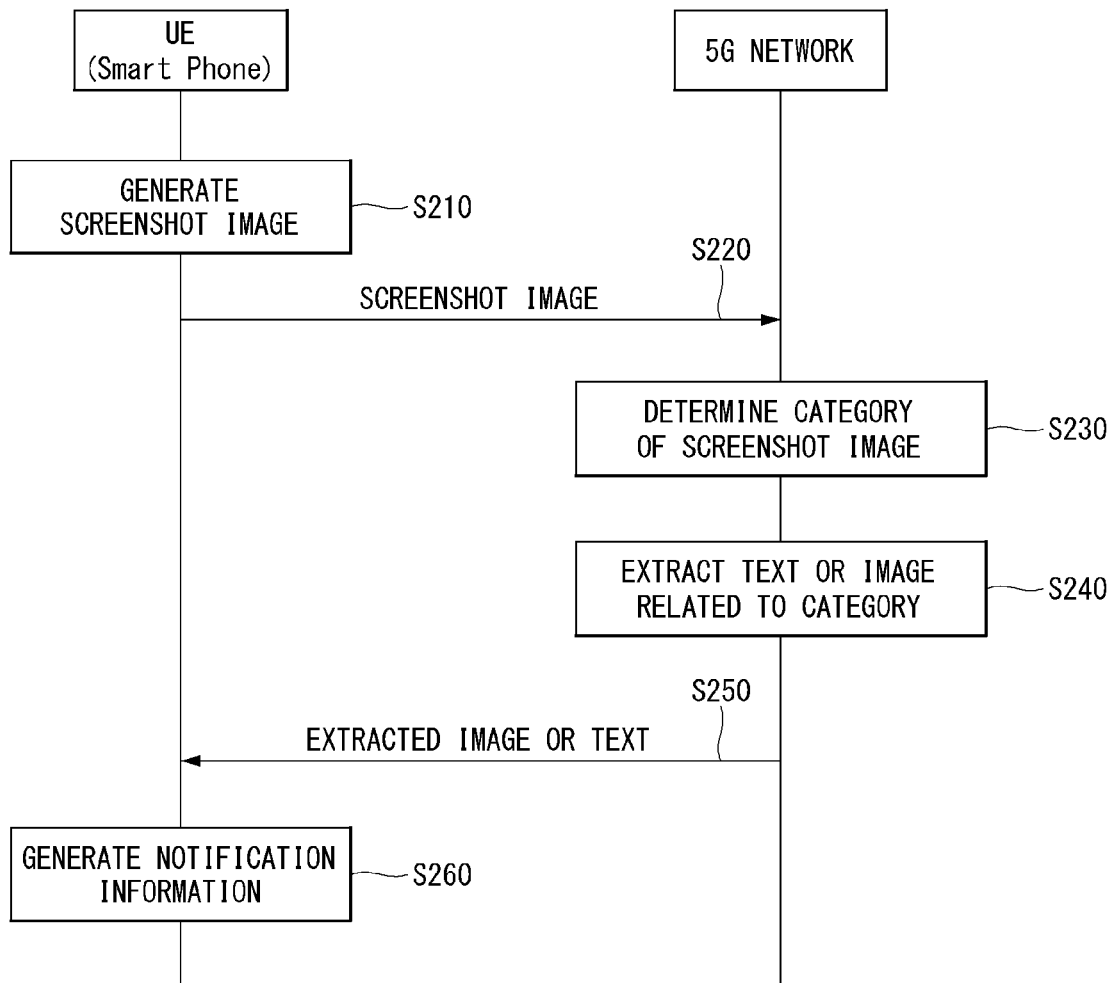 UE
(Smart Phone)
5G NETWORK
GENERATE
SCREENSHOT IMAGE
S210
S220
SCREENSHOT IMAGE
DETERMINE CATEGORY
OF SCREENSHOT IMAGE
S230
EXTRACT TEXT OR IMAGE
RELATED TO CATEGORY
S240
S250
EXTRACTED IMAGE OR TEXT
GENERATE NOTIFICATION
INFORMATION
S260